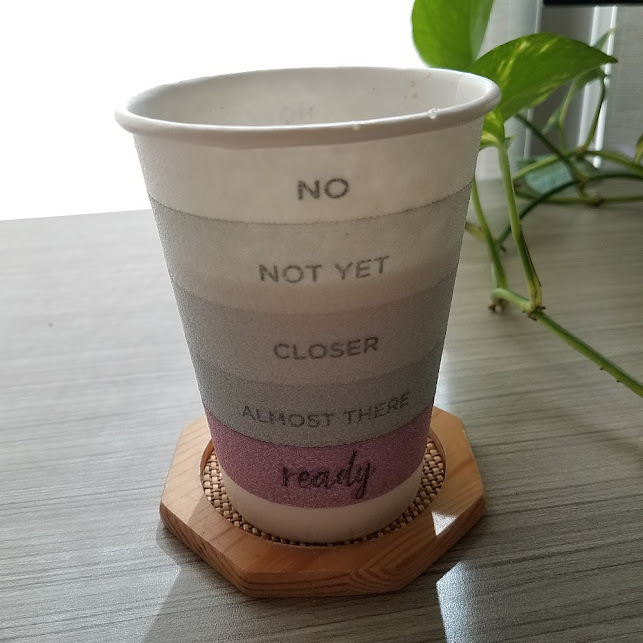 NO
NOT YET
CLOSER
ALMOST THERE
ready